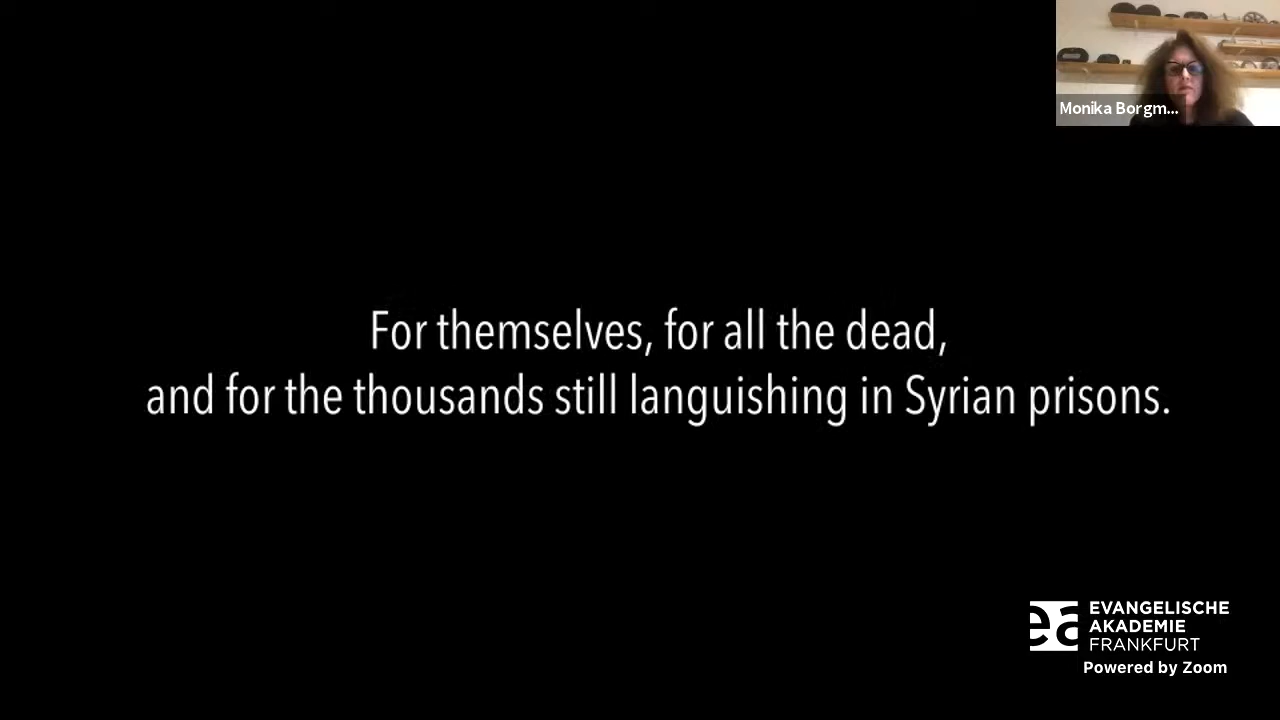 Monika Borgm...
For themselves, for all the dead,
and for the thousands still languishing in Syrian prisons.
ea
EVANGELISCHE
AKADEMIE
FRANKFURT
Powered by Zoom